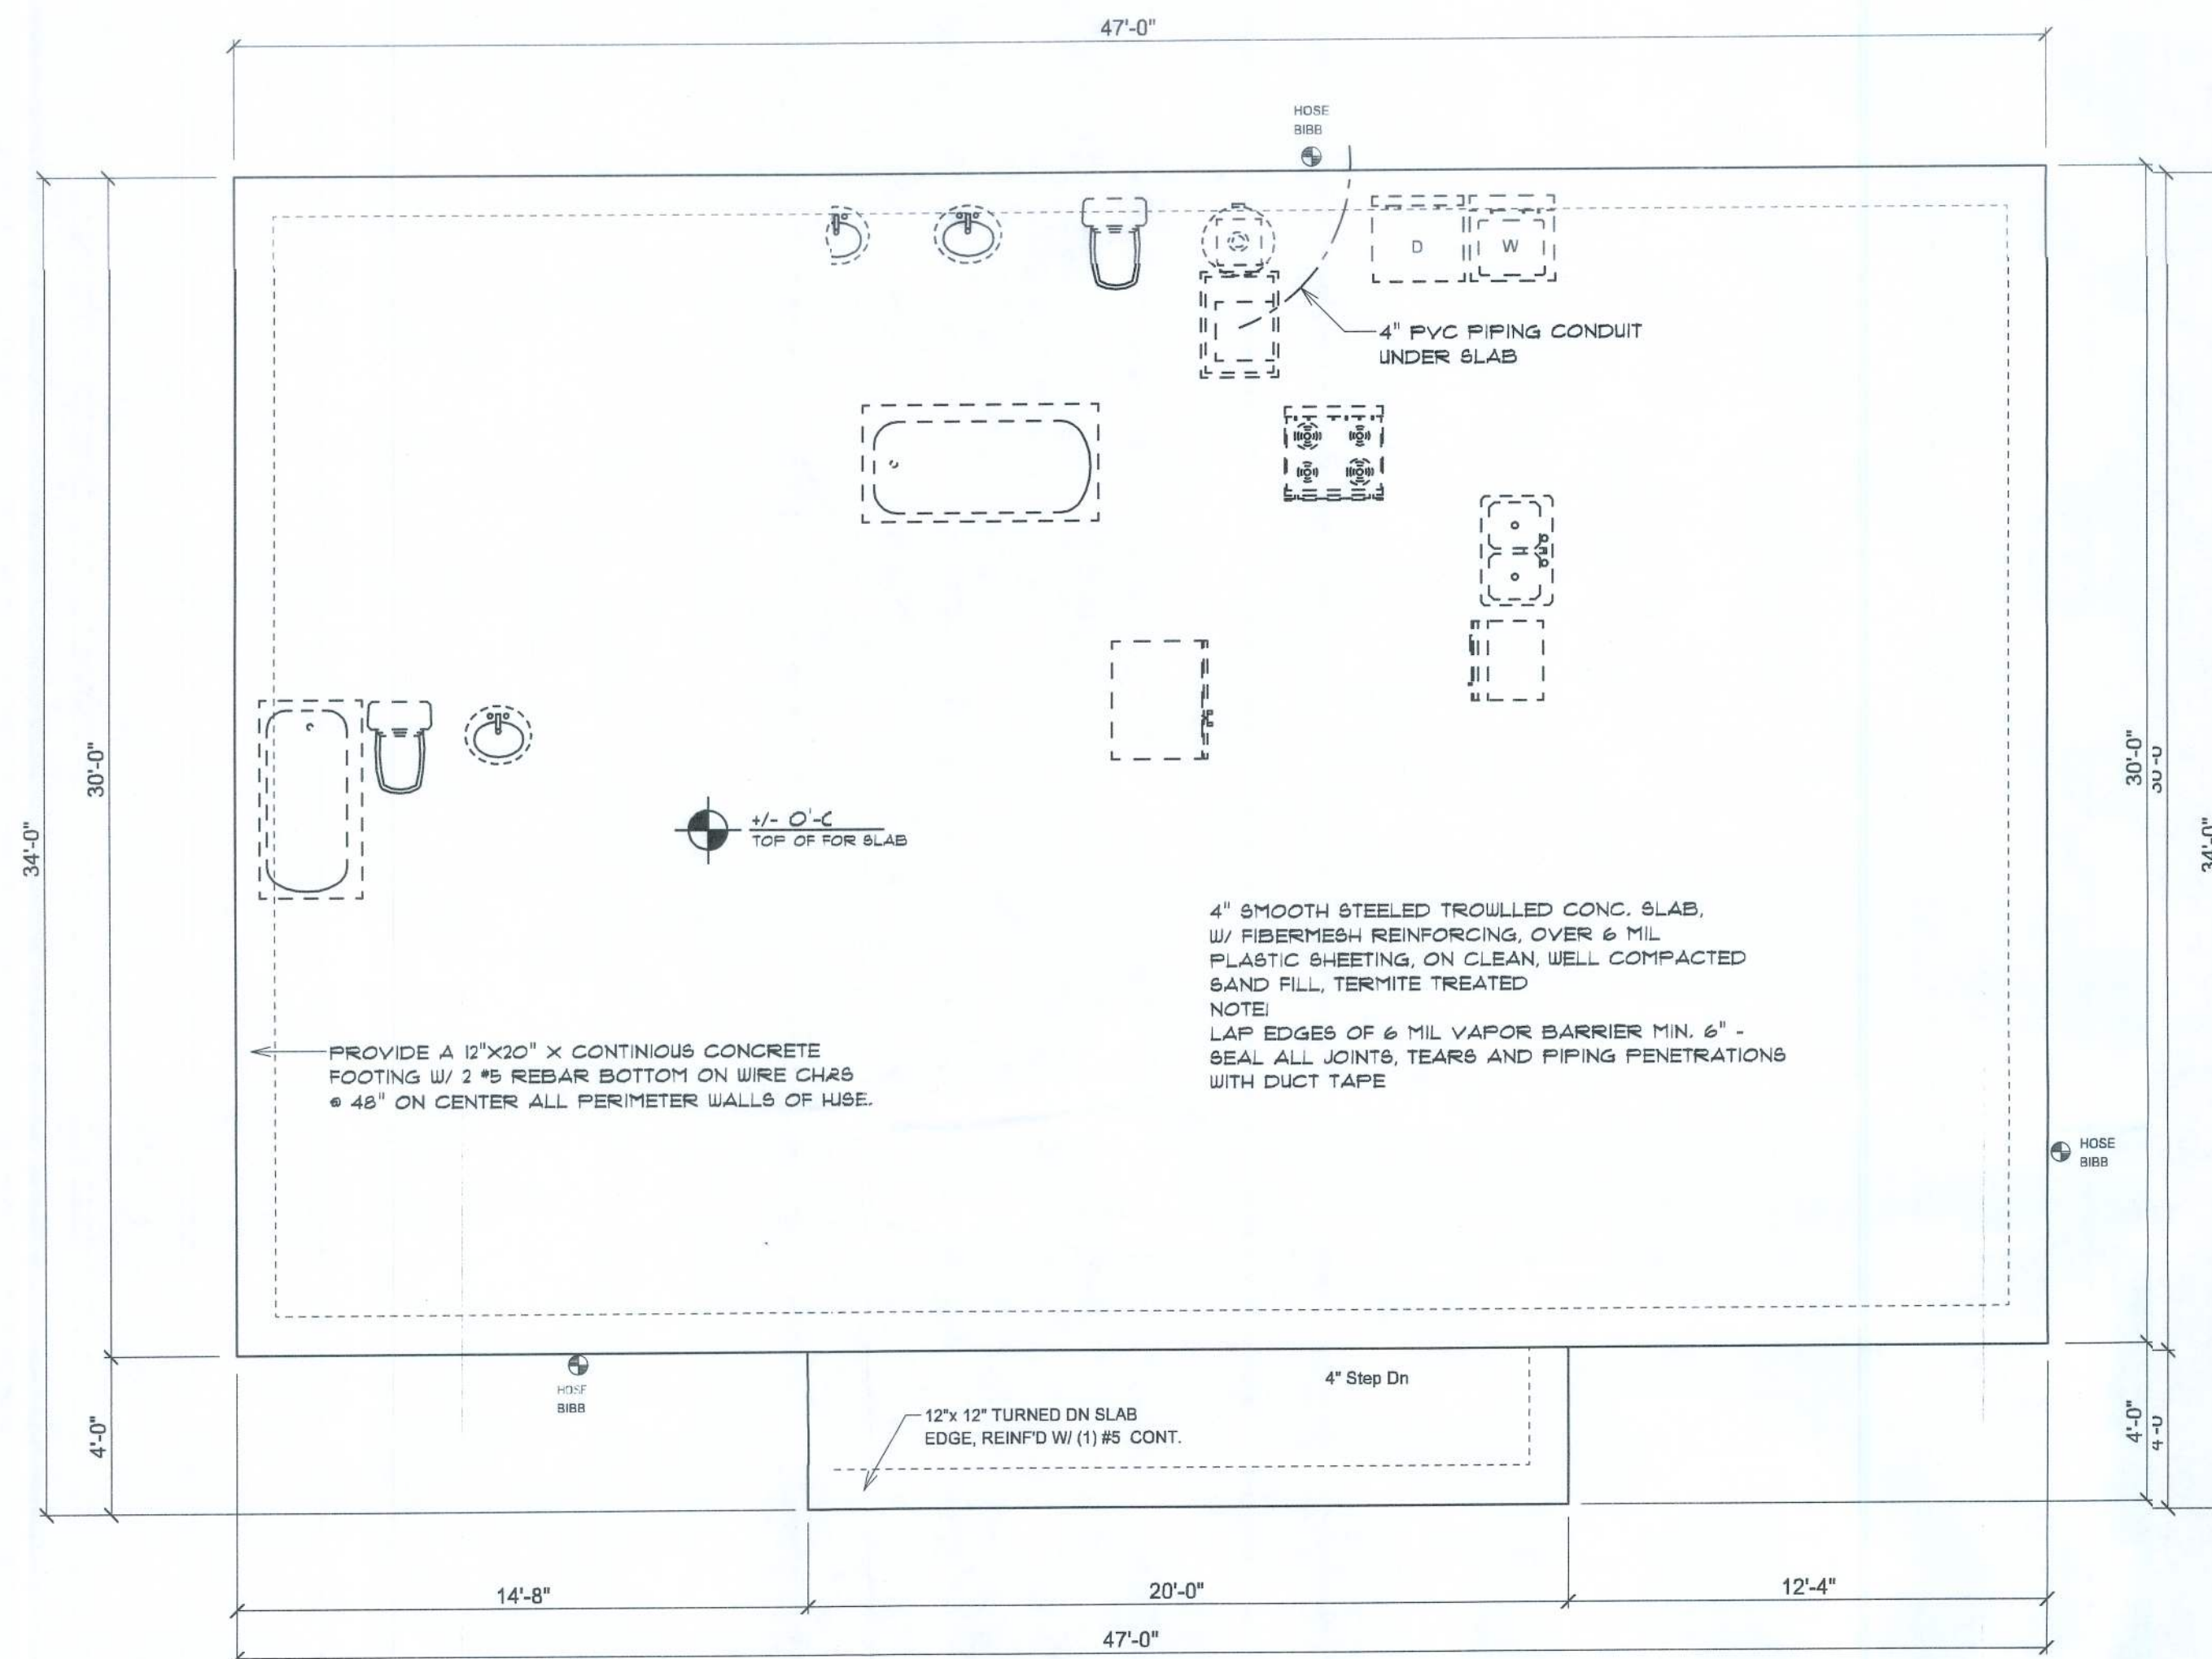 47'-0"
HOSE
BIBB
D
W
4" PVC PIPING CONDUIT
UNDER SLAB
30'-0"
34'-0"
30'-0"
34'-0"
+/- 0'-C
TOP OF FOR SLAB
4" SMOOTH STEELED TROWLLED CONC. SLAB,
W/ FIBERMESH REINFORCING, OVER 6 MIL
PLASTIC SHEETING, ON CLEAN, WELL COMPACTED
SAND FILL, TERMITE TREATED
NOTE:
LAP EDGES OF 6 MIL VAPOR BARRIER MIN. 6" -
SEAL ALL JOINTS, TEARS AND PIPING PENETRATIONS
WITH DUCT TAPE
PROVIDE A 12"X20" X CONTINIOUS CONCRETE
FOOTING W/ 2 #5 REBAR BOTTOM ON WIRE
@ 48" ON CENTER ALL PERIMETER WALLS OF
HOSE
BIBB
HOSE
BIBB
4" Step Dn
12"x 12" TURNED DN SLAB
EDGE, REINF'D W/ (1) #5 CONT.
4'-0"
4'-0"
14'-8"
20'-0"
12'-4"
47'-0"